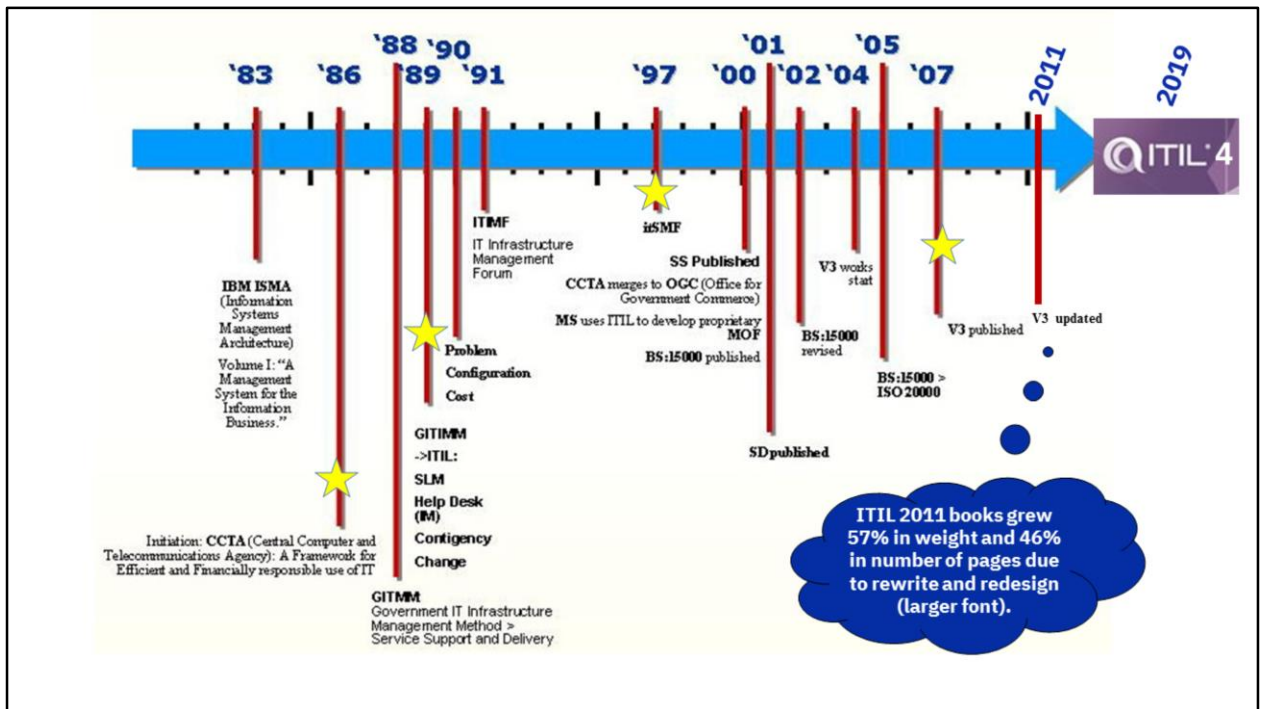 ‘83
‘86
‘88
‘89
‘90
‘91
‘97
‘00
‘01
‘02
‘04
‘05
‘07
2011
2019
ITIL® 4
IBM ISMA
(Information
Systems
Management
Architecture)
Volume I: “A
Management
System for the
Information
Business.”
Initiation: CCTA (Central Computer and
Telecommunications Agency): A Framework for
Efficient and Financially responsible use of IT
GITMM:
Government IT Infrastructure
Management Method >
Service Support and Delivery
GITIMM
->ITIL:
SLM
Help Desk
(IM)
Contigency
Change
Problem
Configuration
Cost
ITIMF
IT Infrastructure
Management
Forum
itSMF
SS Published
CCTA merges to OGC (Office for
Government Commerce)
MS uses ITIL to develop proprietary
MOF
BS:15000 published
SD published
BS:15000
revised
V3 works
start
BS:15000 >
ISO 20000
V3 published
V3 updated
ITIL 2011 books grew
57% in weight and 46%
in number of pages due
to rewrite and redesign
(larger font).